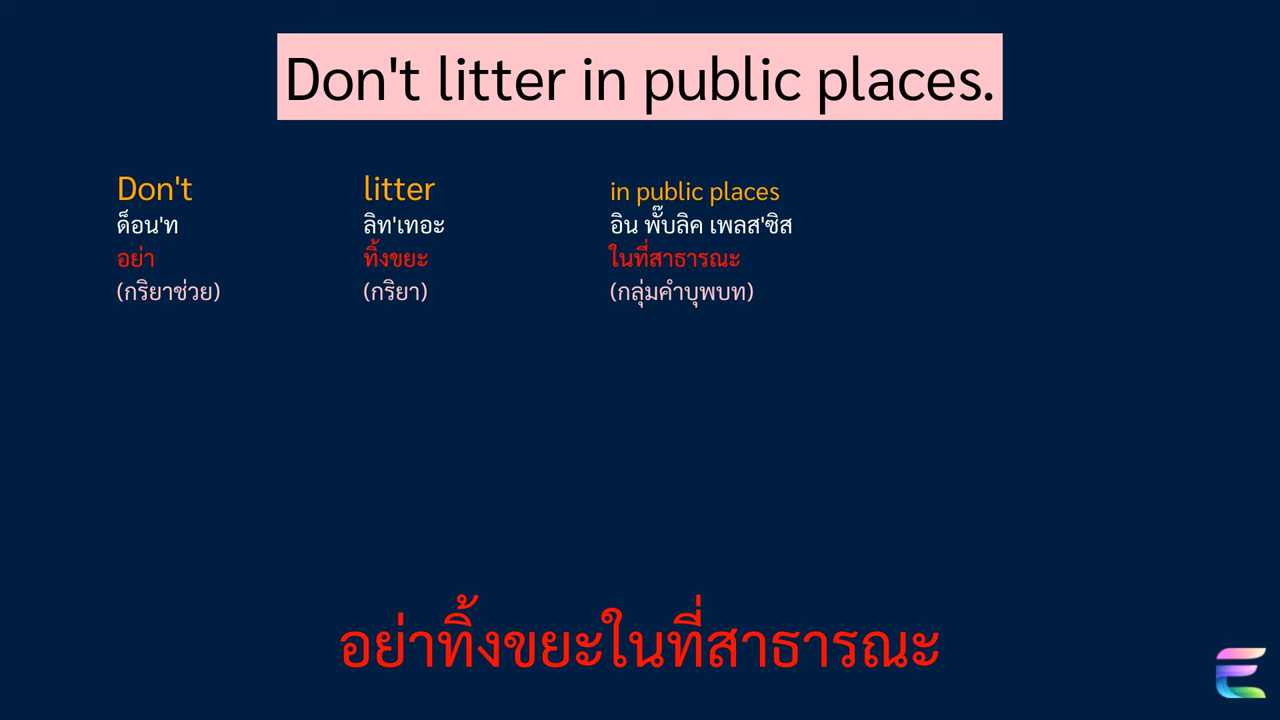 Don't litter in public places.
Don't litter in public places
ด็อน'ท ลิท'เทอะ อิน พั๊บลิค เพลส'ซิส
อย่า ทิ้งขยะ ในที่สาธารณะ
(กริยาช่วย) (กริยา) (กลุ่มคำบุพบท)
อย่าทิ้งขยะในที่สาธารณะ